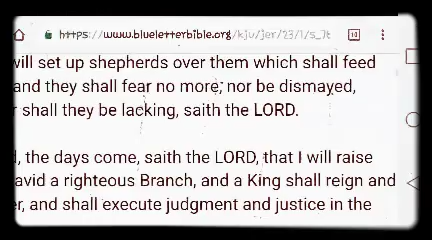 https://www.blueletterbible.org/kjv/jer/23/1/s_76
will set up shepherds over them which shall feed
and they shall fear no more, nor be dismayed,
shall they be lacking, saith the LORD.
the days come, saith the LORD, that I will raise
David a righteous Branch, and a King shall reign and
and shall execute judgment and justice in the